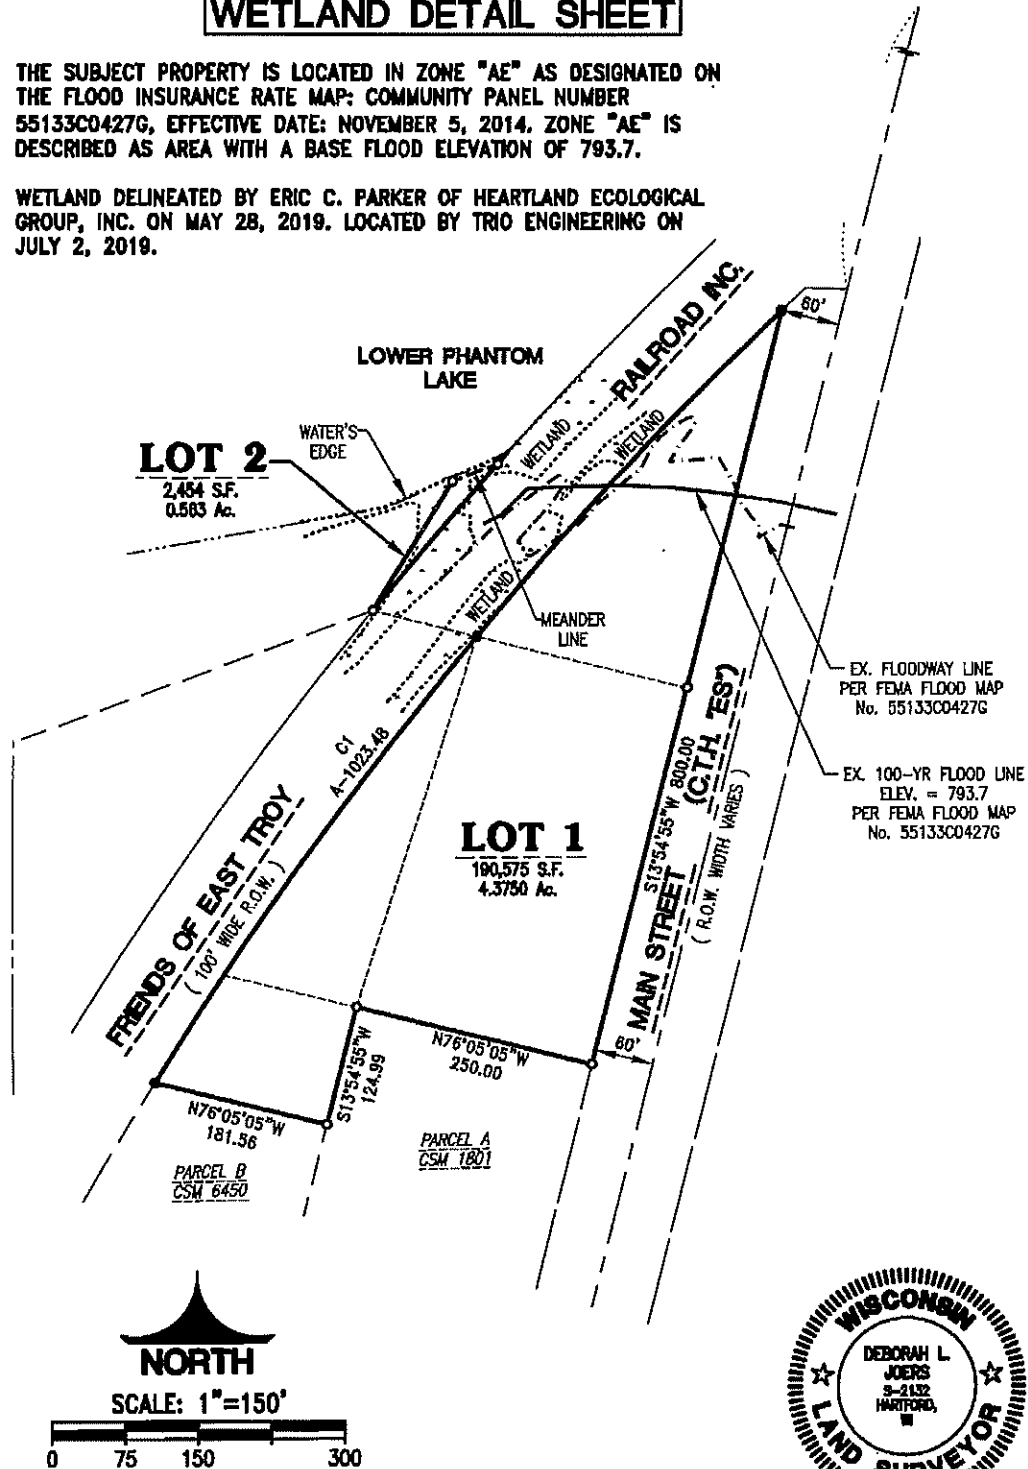 WETLAND DETAIL SHEET
THE SUBJECT PROPERTY IS LOCATED IN ZONE "AE" AS DESIGNATED ON
THE FLOOD INSURANCE RATE MAP: COMMUNITY PANEL NUMBER
55133C0427G, EFFECTIVE DATE: NOVEMBER 5, 2014. ZONE "AE" IS
DESCRIBED AS AREA WITH A BASE FLOOD ELEVATION OF 793.7.
WETLAND DELINEATED BY ERIC C. PARKER OF HEARTLAND ECOLOGICAL
GROUP, INC. ON MAY 28, 2019. LOCATED BY TRIO ENGINEERING ON
JULY 2, 2019.
60'
RAILROAD INC.
LOWER PHANTOM
LAKE
WATER'S
EDGE
WETLAND
WETLAND
LOT 2
2,454 S.F.
0.563 Ac.
WETLAND
MEANDER
LINE
EX. FLOODWAY LINE
PER FEMA FLOOD MAP
No. 55133C0427G
EX. 100-YR FLOOD LINE
ELEV. = 793.7
PER FEMA FLOOD MAP
No. 55133C0427G
C1
A-1023.48
LOT 1
190,575 S.F.
4.3750 Ac.
S13°54'55"W 800.00
MAIN STREET (C.T.H. "ES")
( R.O.W. WIDTH VARIES )
FRIENDS OF EAST TROY
( 100' WIDE R.O.W. )
60'
N76°05'05"W
250.00
S13°54'55"W
124.99
N76°05'05"W
181.56
PARCEL A
CSM 1801
PARCEL B
CSM 6450
NORTH
SCALE: 1"=150'
0 75 150 300
WISCONSIN
DEBORAH L.
JOERS
S-2132
HARTFORD,
WI
LAND SURVEYOR